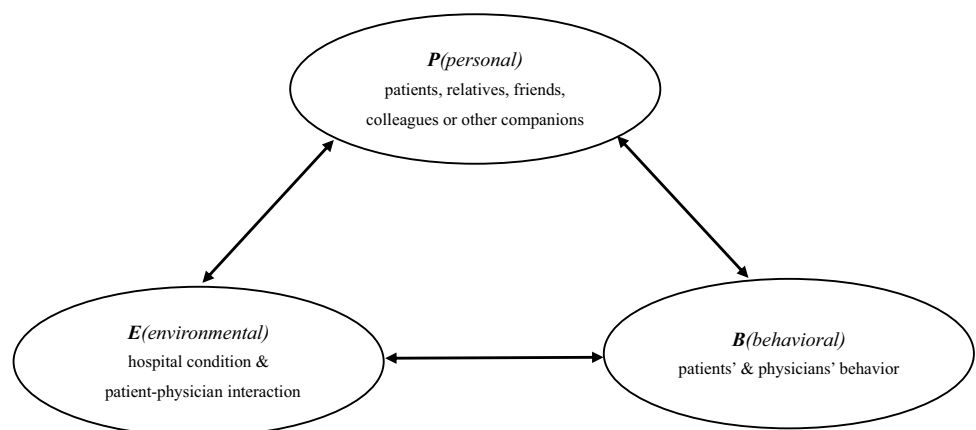 P(personal)
patients, relatives, friends,
colleagues or other companions
E(environmental)
hospital condition &
patient-physician interaction
B(behavioral)
patients’ & physicians’ behavior